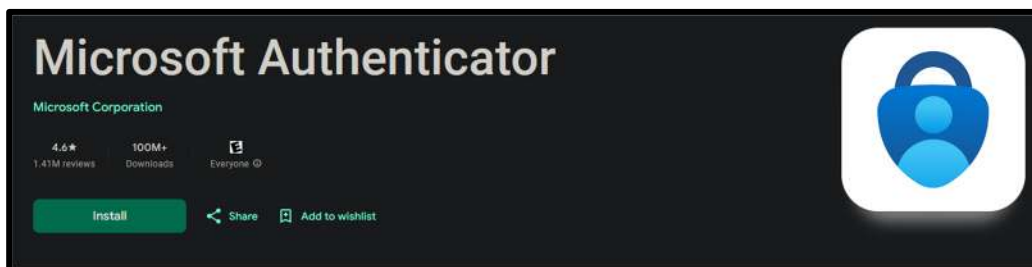 Microsoft Authenticator
Microsoft Corporation
4.6★ 100M+ E
1.41M reviews Downloads Everyone
Install Share Add to wishlist